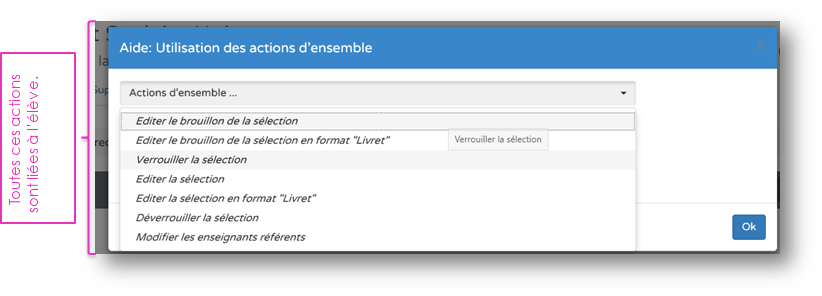 Toutes ces actions
sont liées à l'élève.
Aide: Utilisation des actions d'ensemble
×
Actions d'ensemble ...
Editer le brouillon de la sélection
Editer le brouillon de la sélection en format "Livret"
Verrouiller la sélection
Verrouiller la sélection
Editer la sélection
Editer la sélection en format "Livret"
Déverrouiller la sélection
Modifier les enseignants référents
Ok